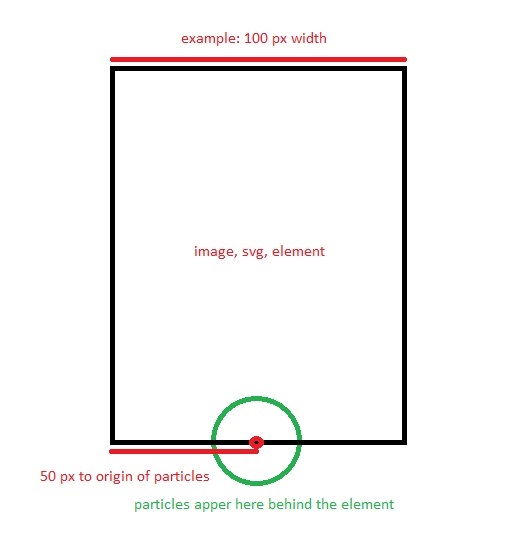 example: 100 px width
image, svg, element
50 px to origin of particles
particles apper here behind the element